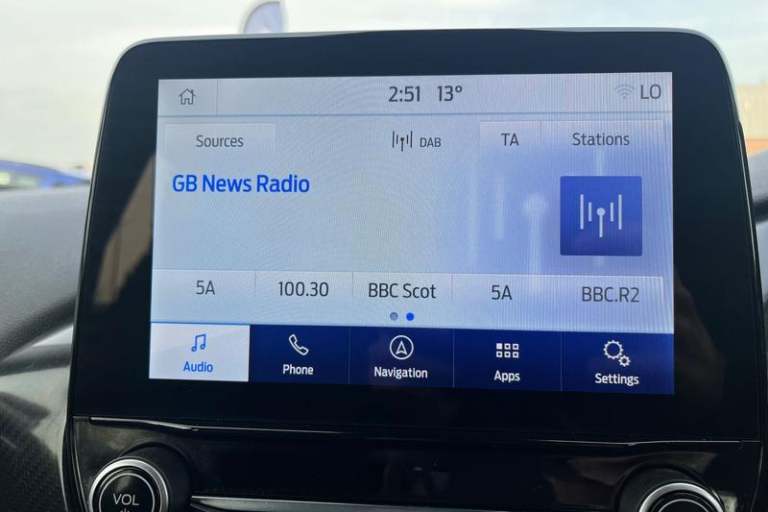 2:51 13° LO
Sources DAB TA Stations
GB News Radio
5A 100.30 BBC Scot 5A BBC.R2
Audio Phone Navigation Apps Settings
VOL